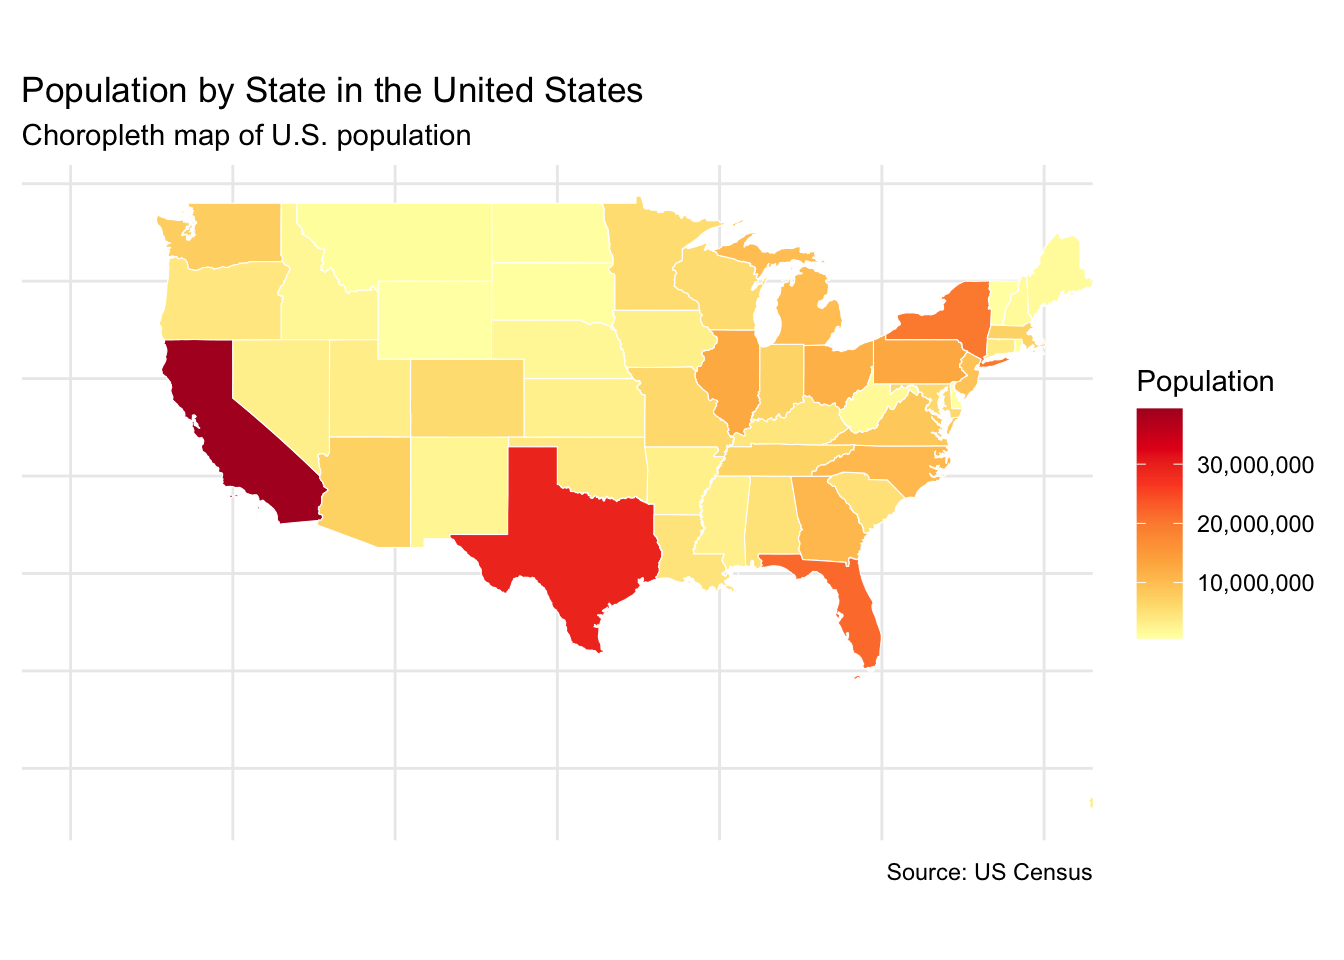 Population by State in the United States
Choropleth map of U.S. population
Population
30,000,000
20,000,000
10,000,000
Source: US Census